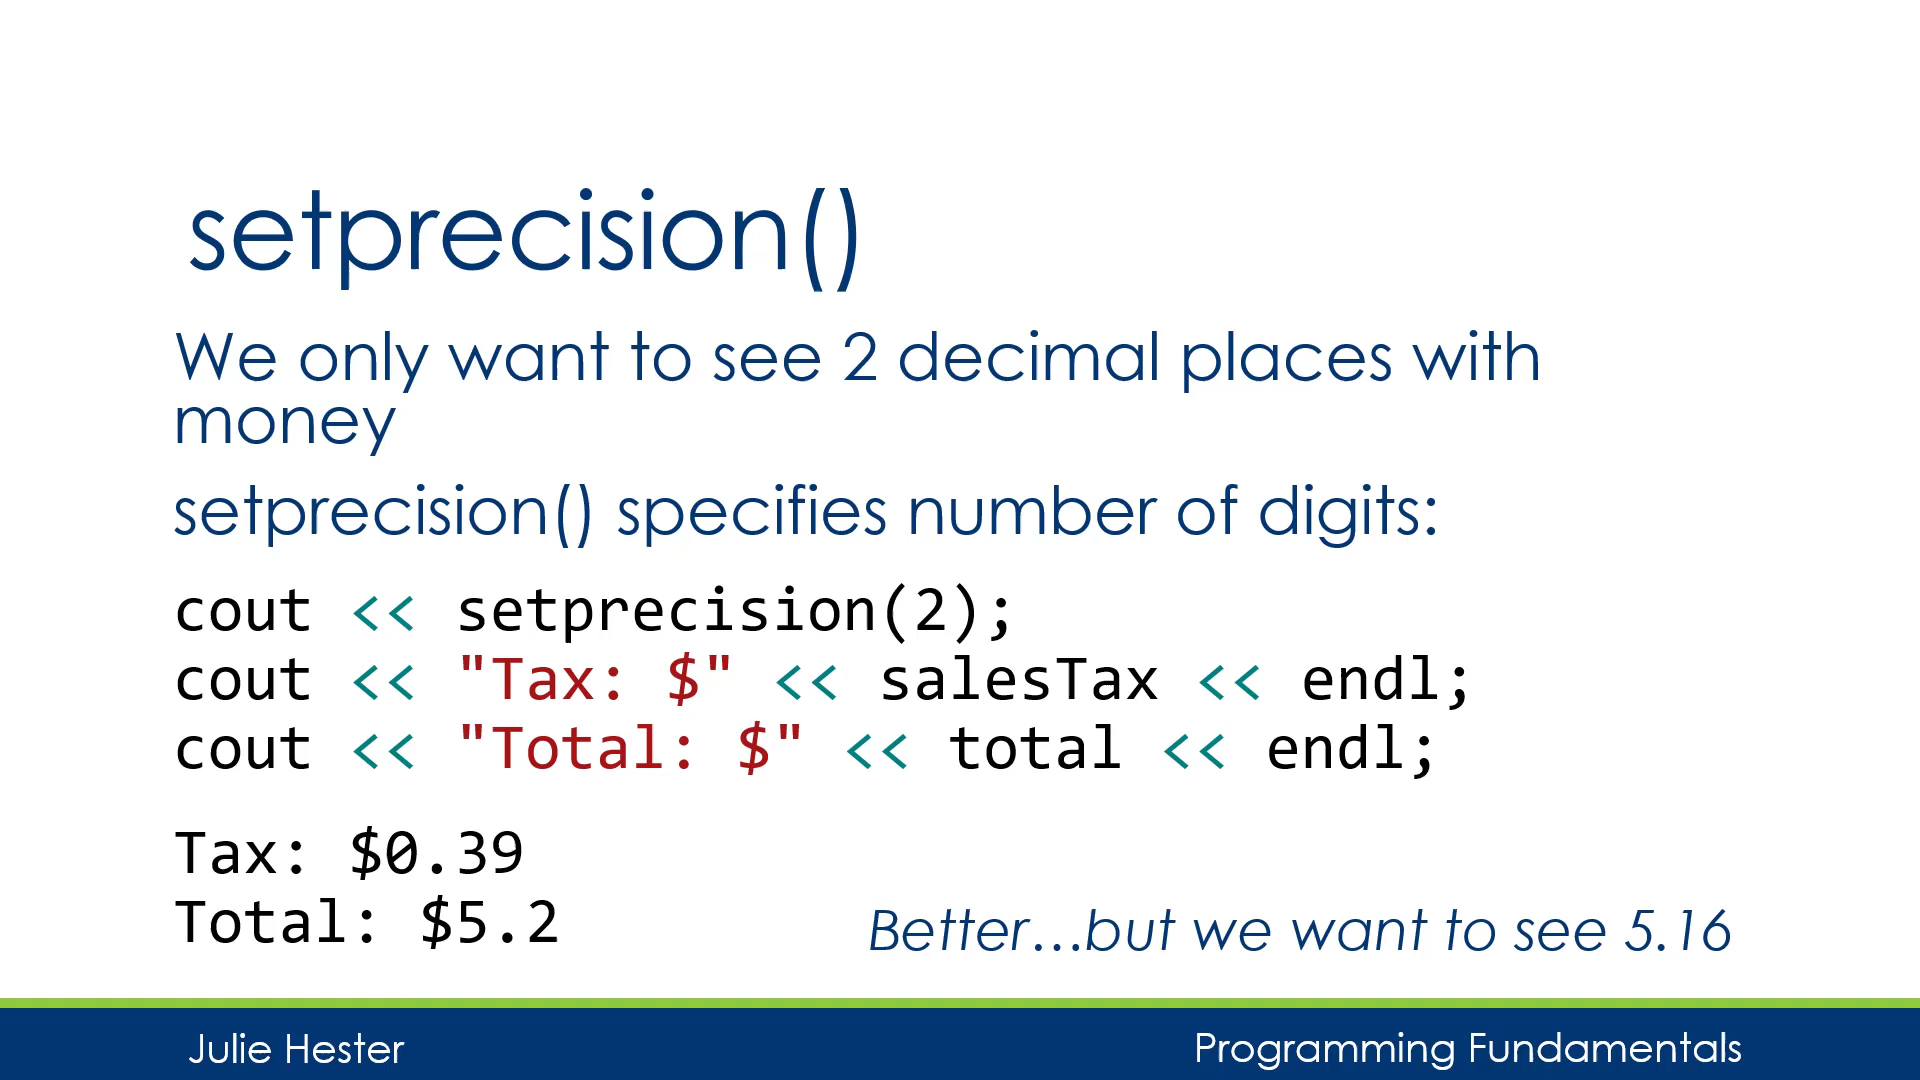 setprecision()
We only want to see 2 decimal places with
money
setprecision() specifies number of digits:
cout << setprecision(2);
cout << "Tax: $" << salesTax << endl;
cout << "Total: $" << total << endl;
Tax: $0.39
Total: $5.2
Better...but we want to see 5.16
Julie Hester
Programming Fundamentals